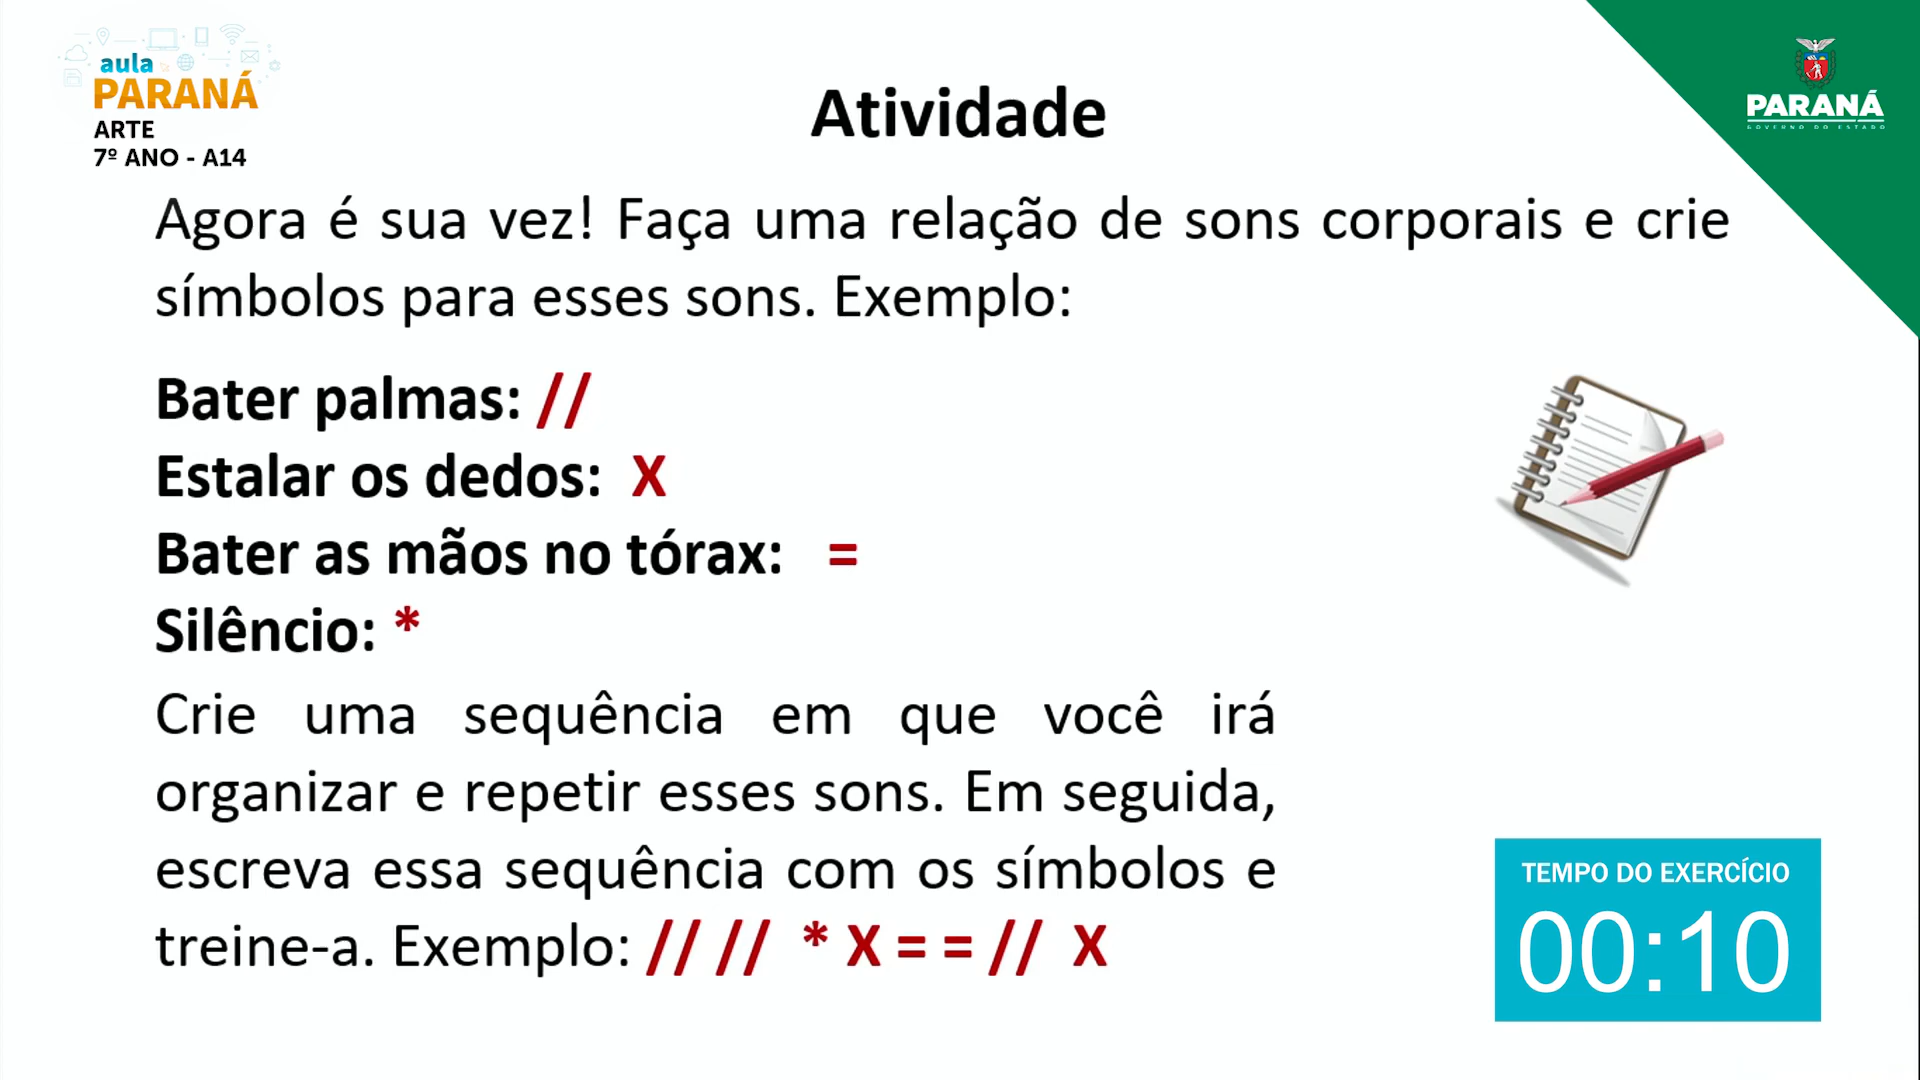 aula
PARANÁ
ARTE
7º ANO - A14
PARANÁ
GOVERNO DO ESTADO
Atividade
Agora é sua vez! Faça uma relação de sons corporais e crie
símbolos para esses sons. Exemplo:
Bater palmas: //
Estalar os dedos: X
Bater as mãos no tórax: =
Silêncio: *
Crie uma sequência em que você irá
organizar e repetir esses sons. Em seguida,
escreva essa sequência com os símbolos e
treine-a. Exemplo: // // * X = = // X
TEMPO DO EXERCÍCIO
00:10